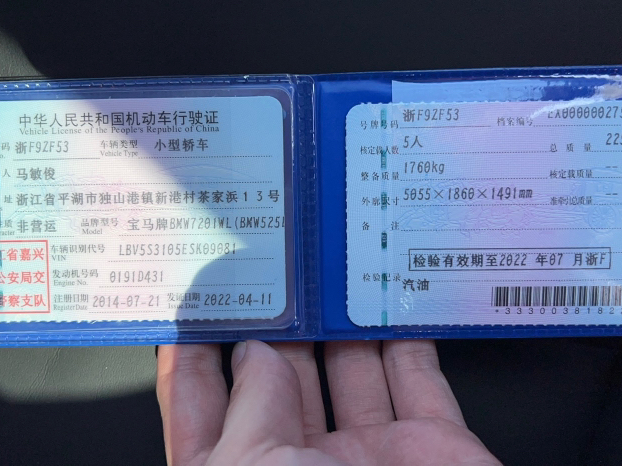 中华人民共和国机动车行驶证
Vehicle License of the People's Republic of China
码 浙F9ZF53 车辆类型 小型轿车
Vehicle Type
人 马敏俊
址 浙江省平湖市独山港镇新港村茶家浜13号
质 非营运 品牌型号 宝马牌BMW7201WL(BMW525L
Model
江省嘉兴
公安局交
警察支队
车辆识别代号 LBV5S3105ESK09081
VIN
发动机号码 0191D431
Engine No.
注册日期 2014-07-21 发证日期 2022-04-11
Register Date Issue Date
号牌号码 浙F9ZF53 档案编号
核定载人数 5人 总质量
整备质量 1760kg 核定载质量 --
外廓尺寸 5055×1860×1491mm 准牵引总质量 --
备注
检验有效期至2022年07月浙F
检验记录
汽油